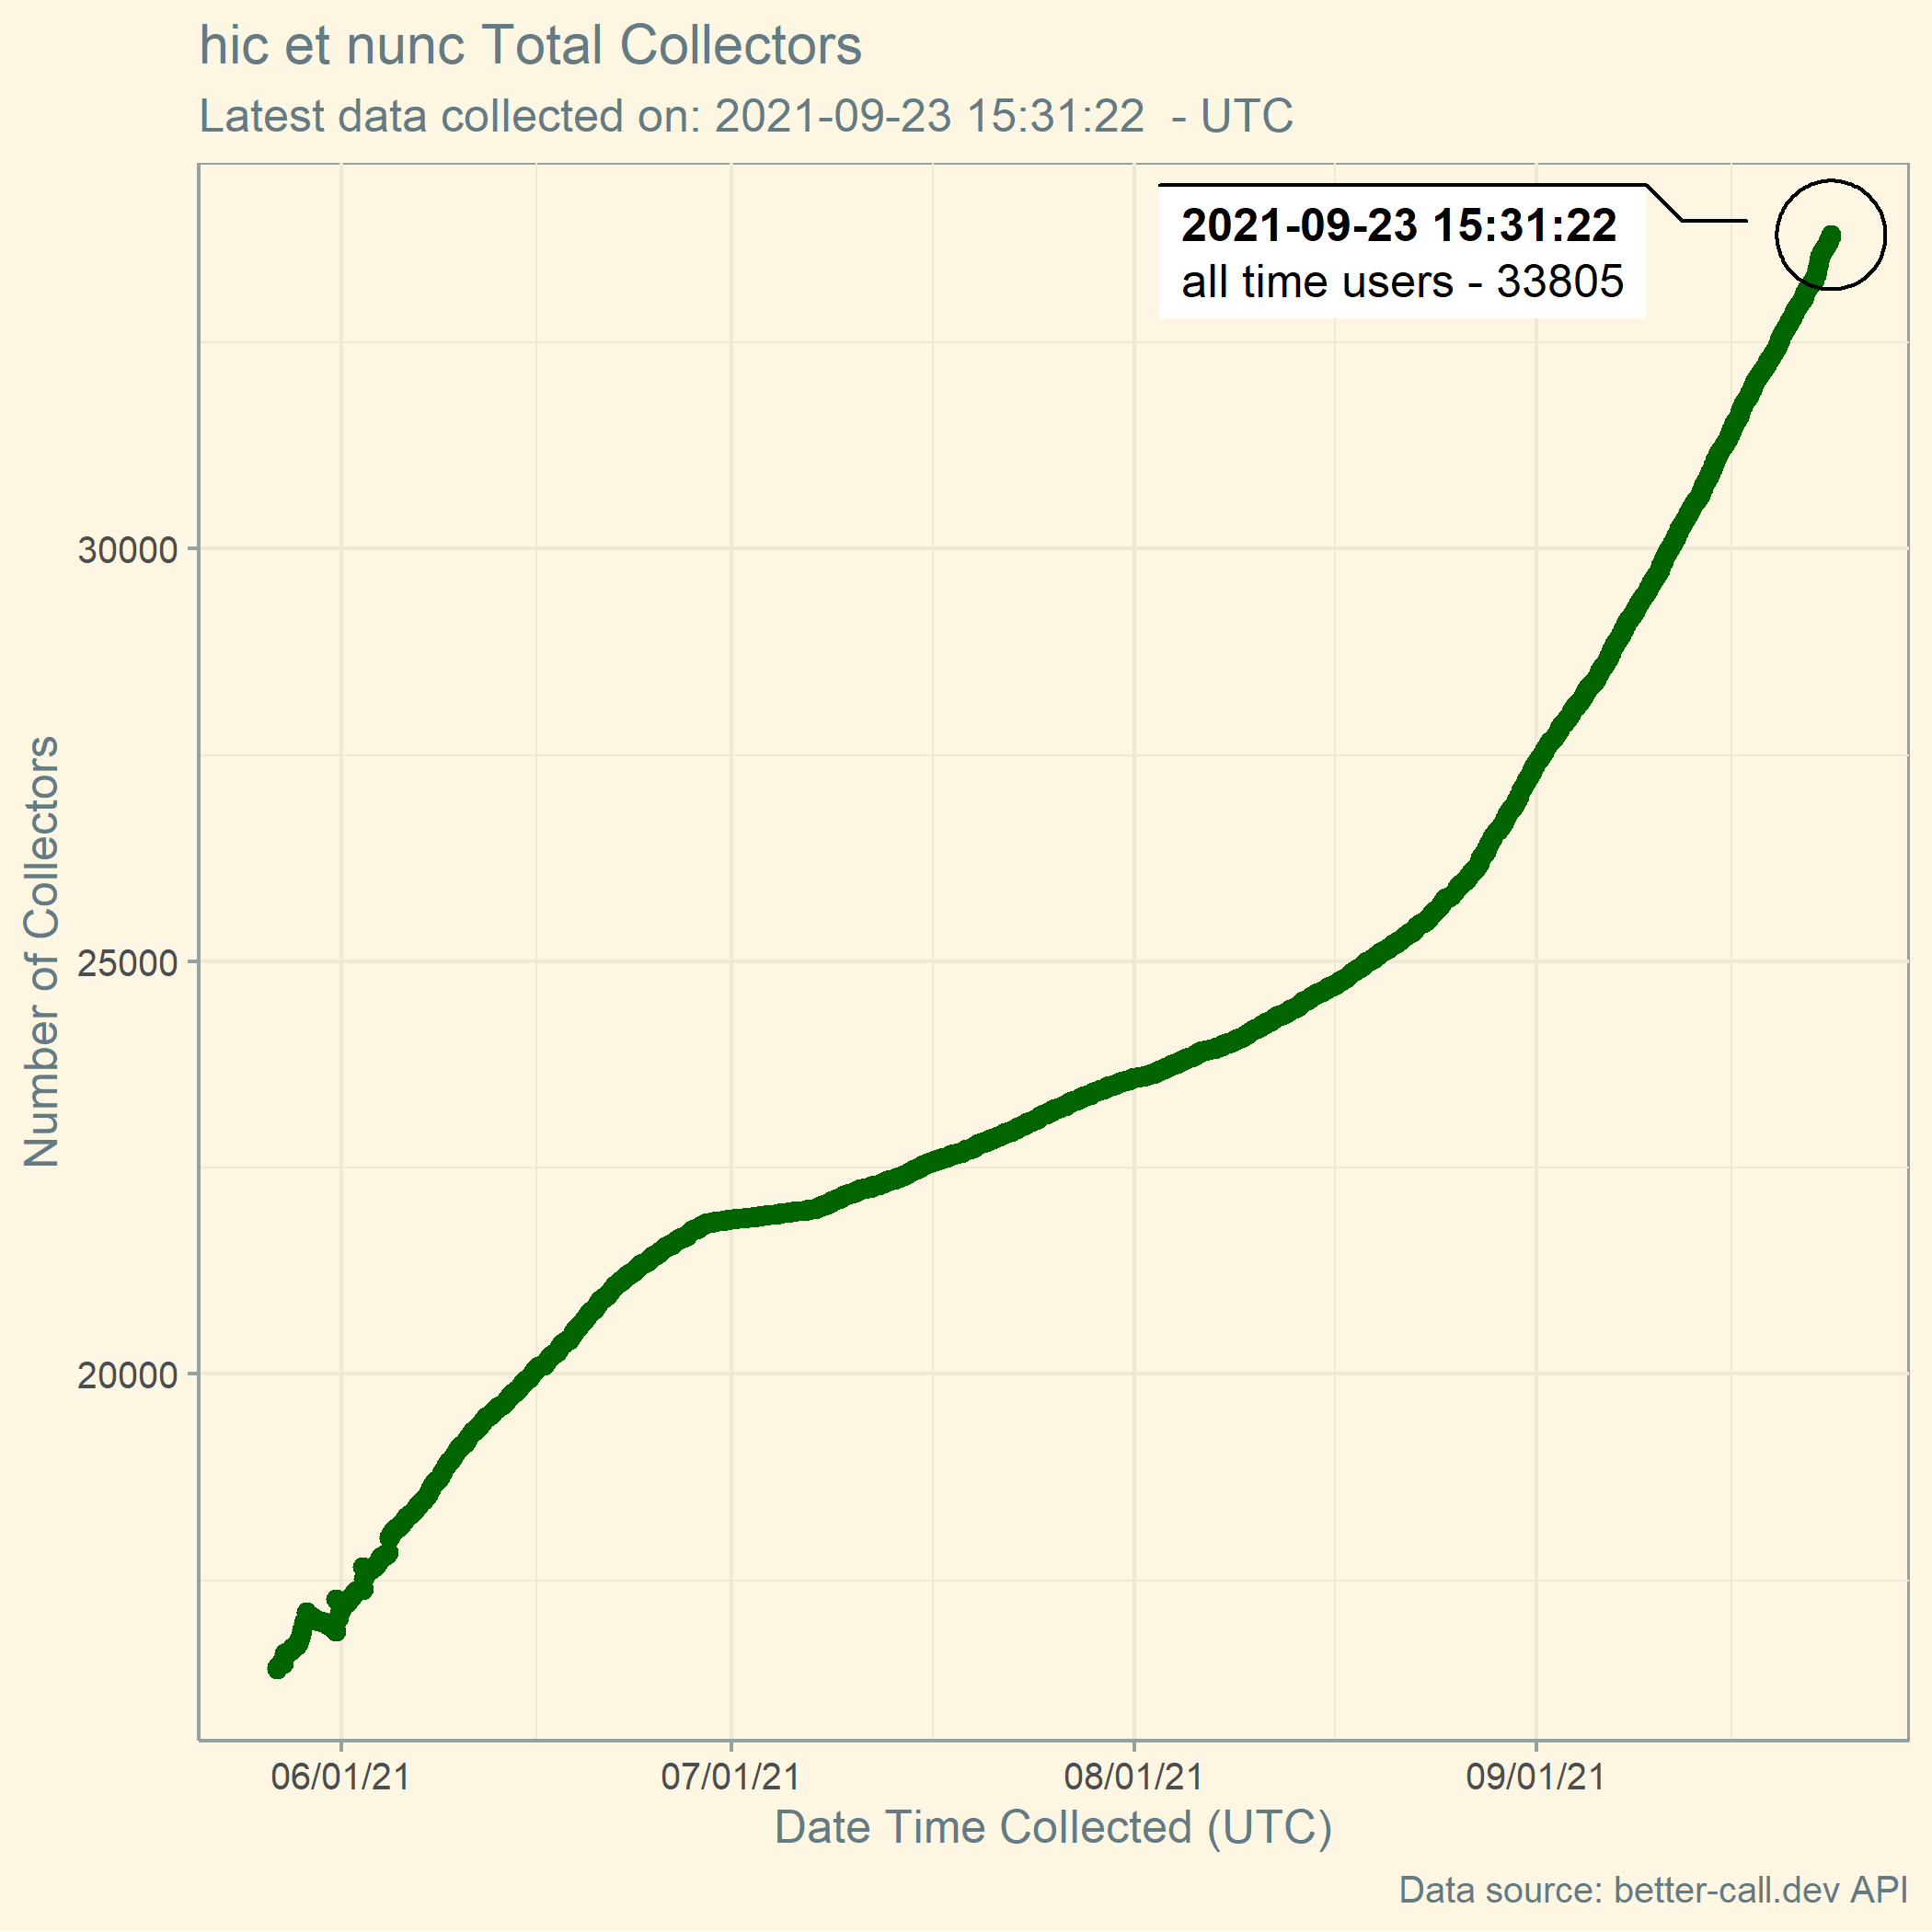 hic et nunc Total Collectors
Latest data collected on: 2021-09-23 15:31:22  - UTC
2021-09-23 15:31:22
all time users - 33805
Number of Collectors
30000
25000
20000
06/01/21
07/01/21
08/01/21
09/01/21
Date Time Collected (UTC)
Data source: better-call.dev API